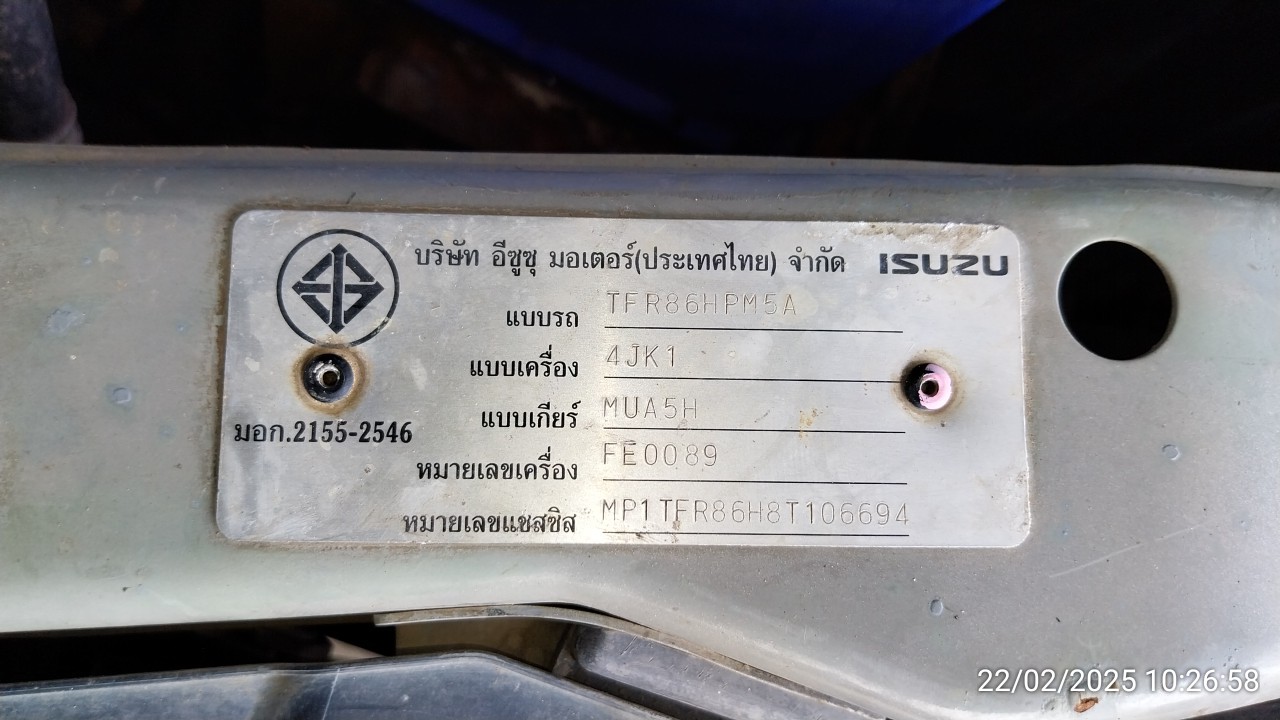 บริษัท อีซูซุ มอเตอร์(ประเทศไทย) จำกัด ISUZU
แบบรถ TFR86HPM5A
แบบเครื่อง 4JK1
แบบเกียร์ MUA5H
มอก.2155-2546
หมายเลขเครื่อง FE0089
หมายเลขแชสซิส MP1TFR86H8T106694
22/02/2025 10:26:58